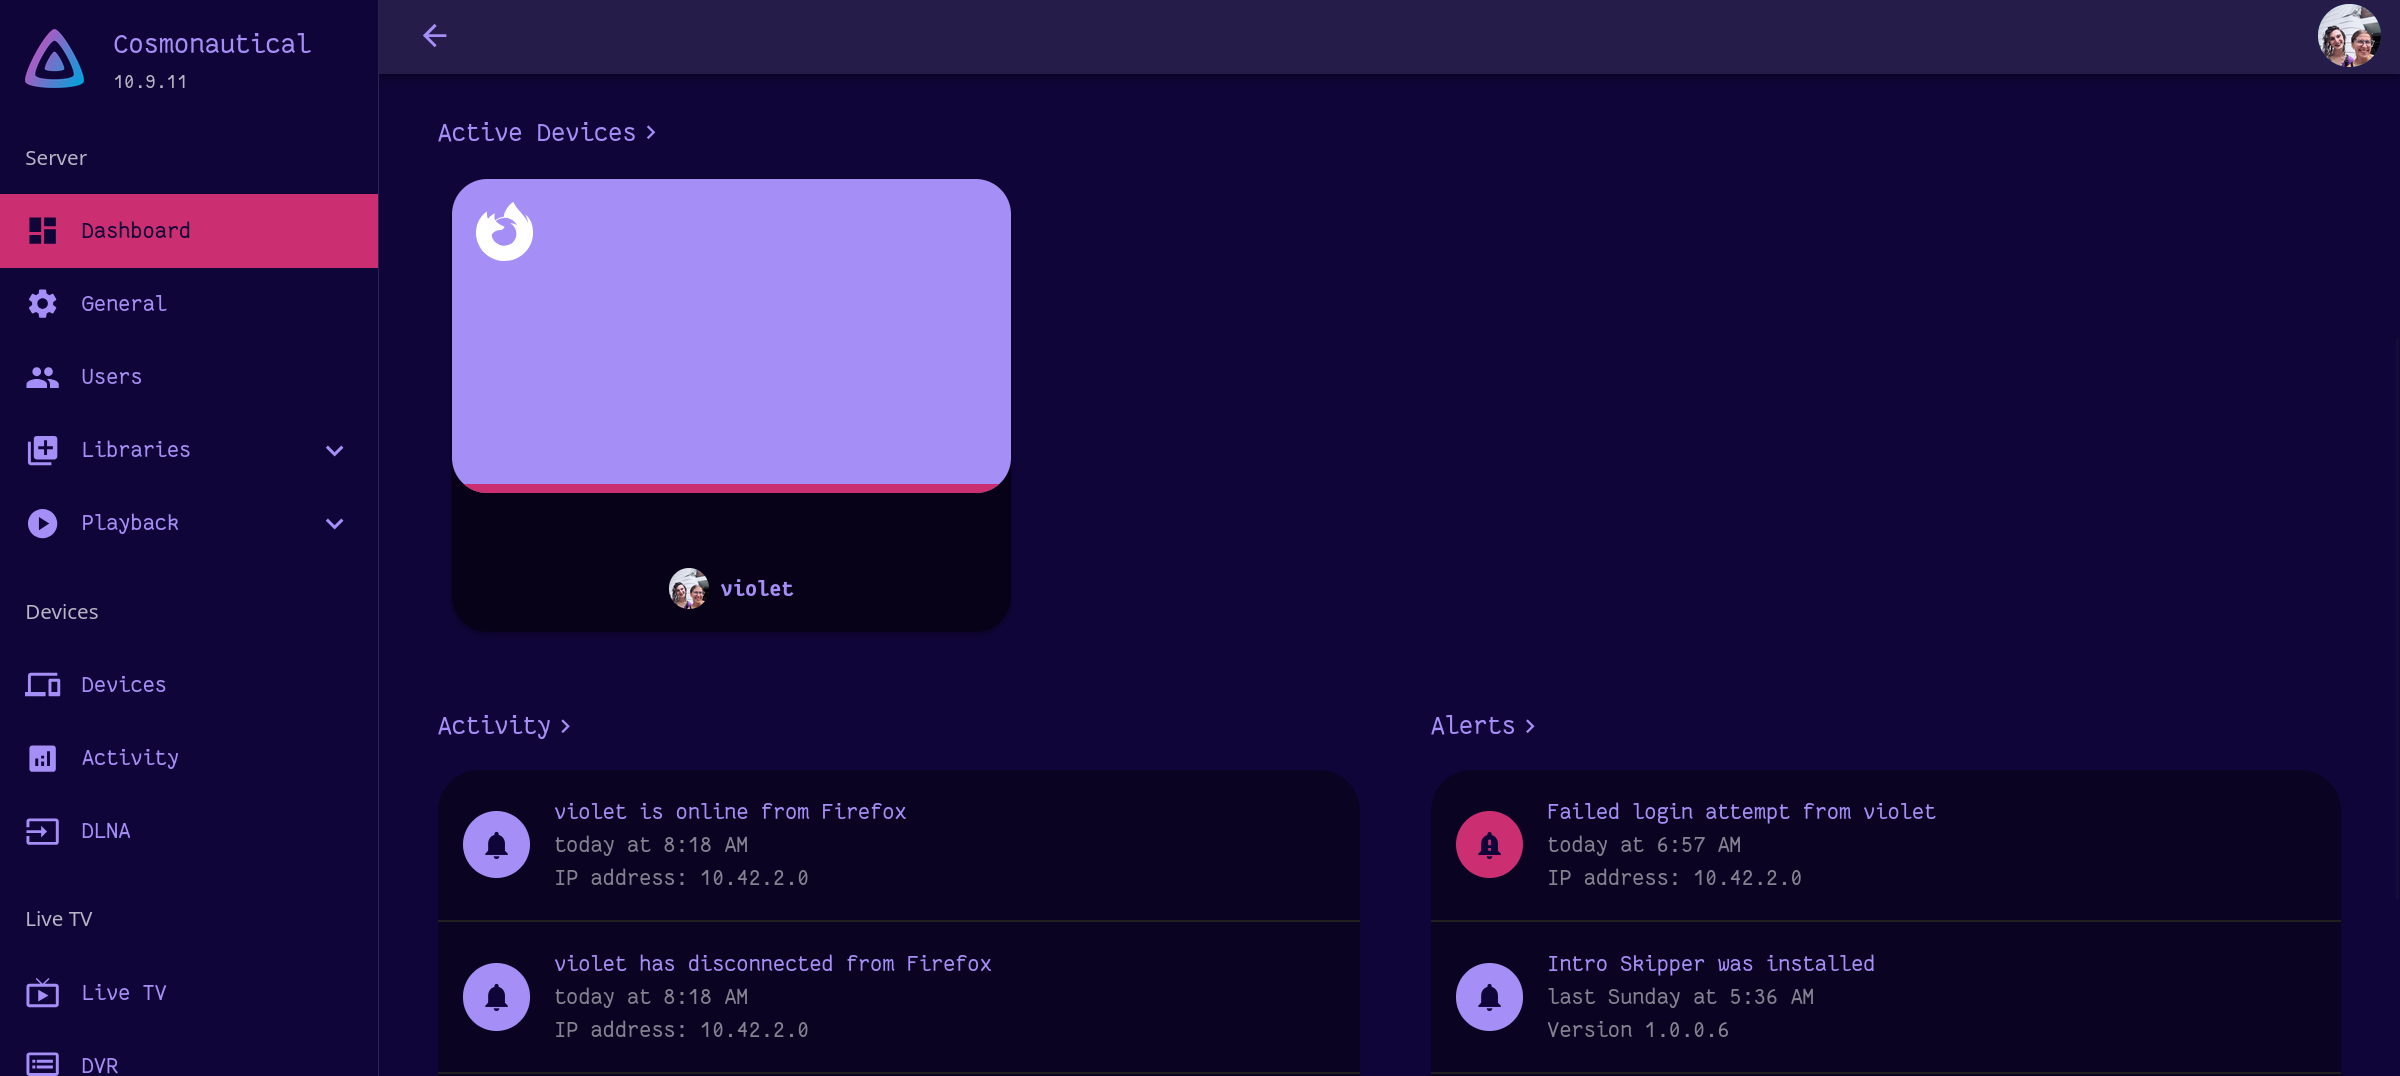 Cosmonautical
10.9.11
Server
Dashboard
General
Users
Libraries
Playback
Devices
Devices
Activity
DLNA
Live TV
Live TV
DVR
Active Devices
violet
Activity
violet is online from Firefox
today at 8:18 AM
IP address: 10.42.2.0
violet has disconnected from Firefox
today at 8:18 AM
IP address: 10.42.2.0
Alerts
Failed login attempt from violet
today at 6:57 AM
IP address: 10.42.2.0
Intro Skipper was installed
last Sunday at 5:36 AM
Version 1.0.0.6